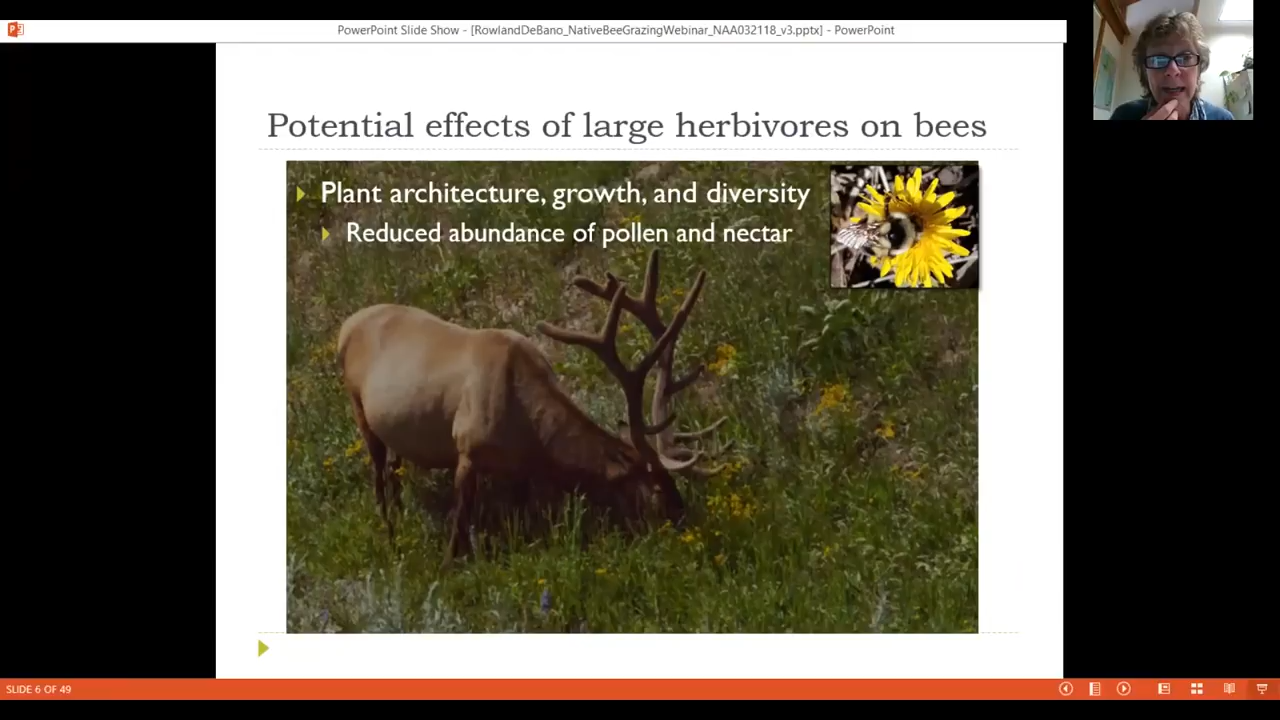 PowerPoint Slide Show - [RowlandDeBano_NativeBeeGrazingWebinar_NAA032118_v3.pptx] - PowerPoint
Potential effects of large herbivores on bees
Plant architecture, growth, and diversity
Reduced abundance of pollen and nectar
SLIDE 6 OF 49